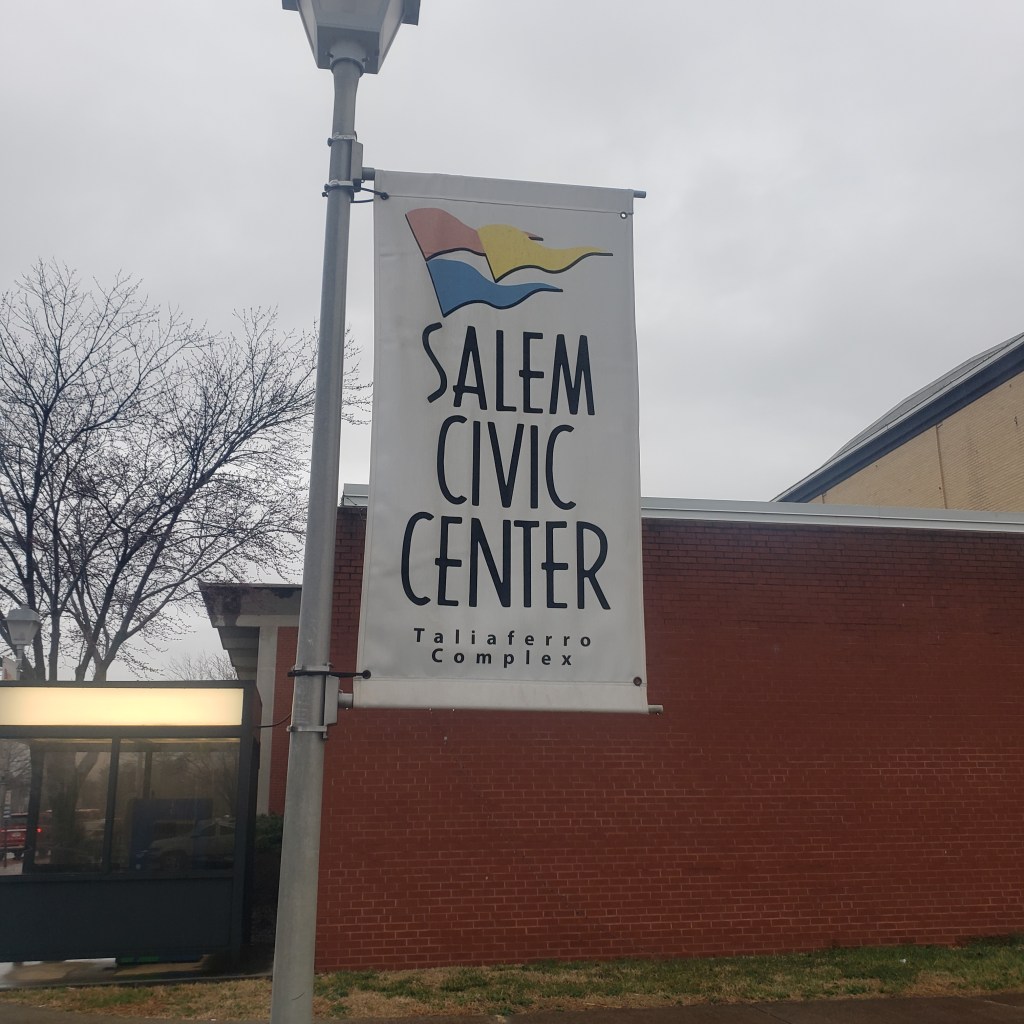 SALEM
CIVIC
CENTER
Taliaferro
Complex